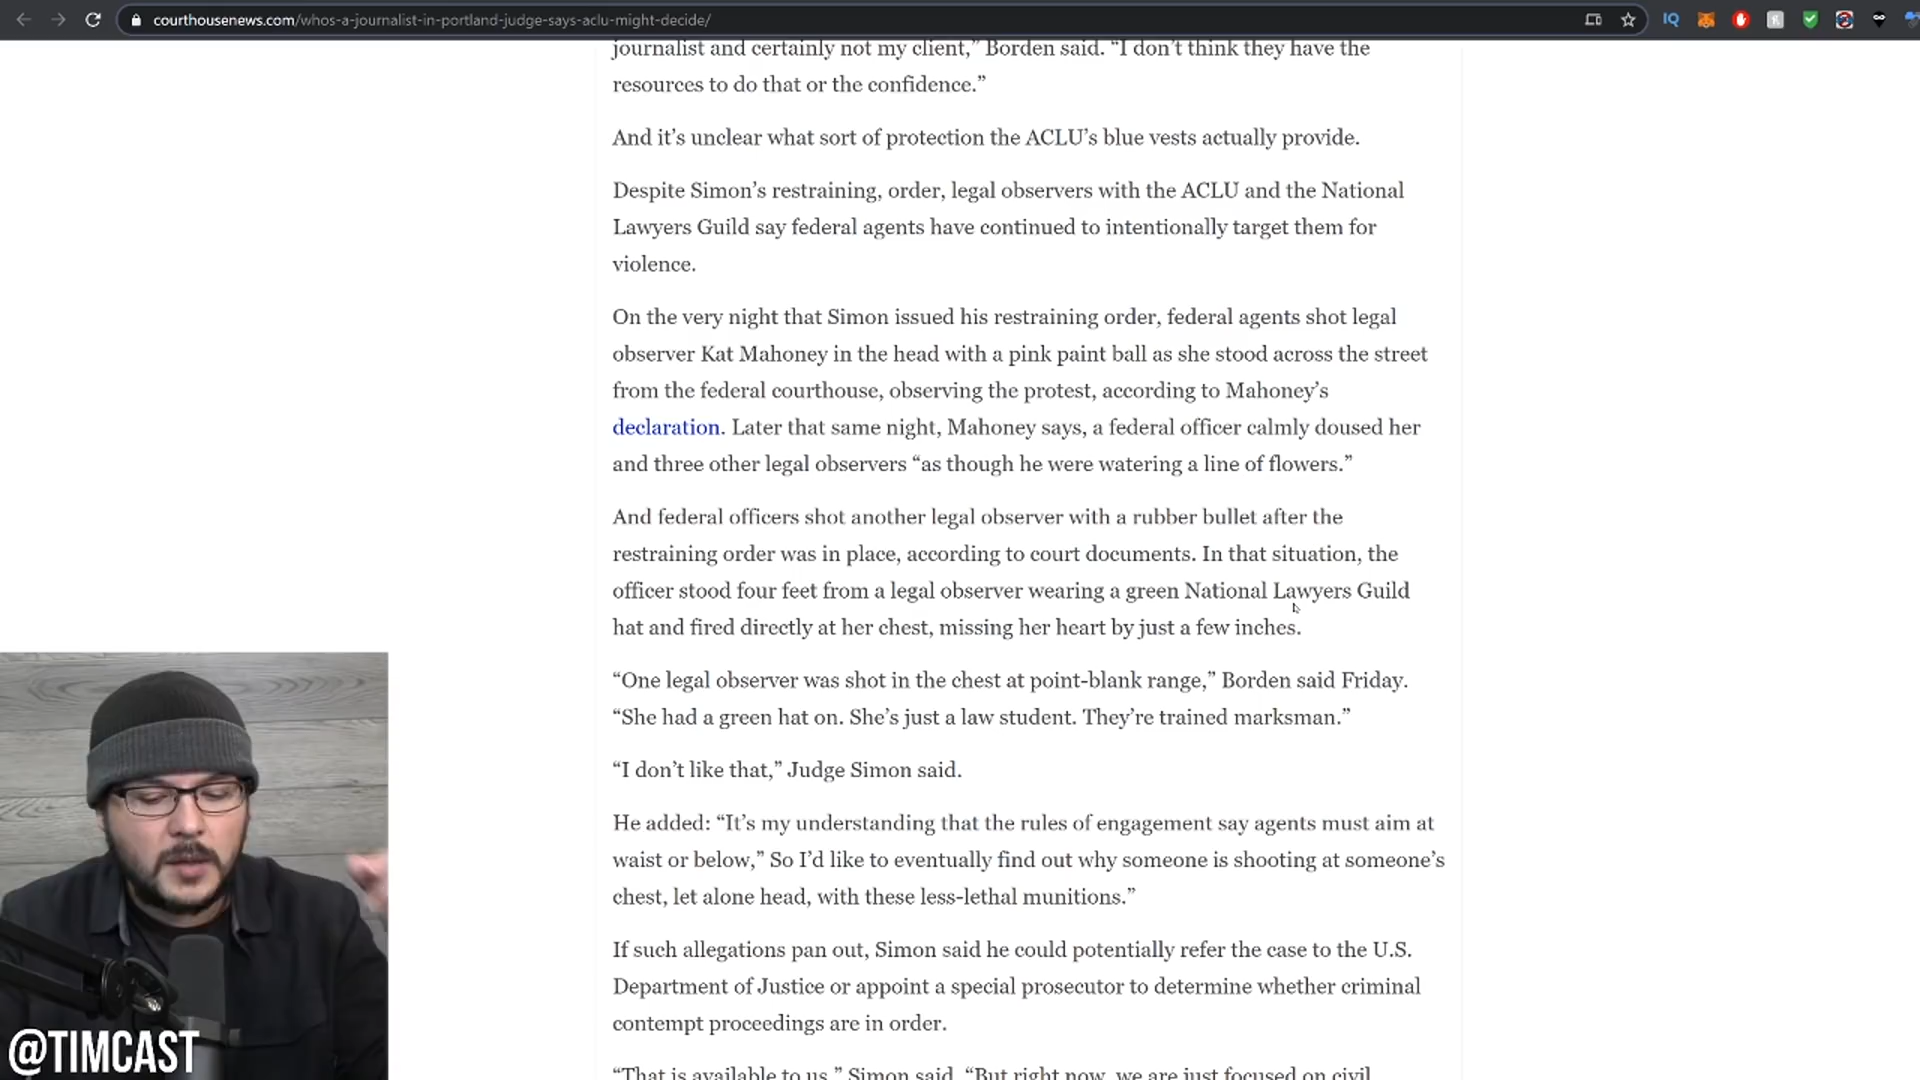 courthousenews.com/whos-a-journalist-in-portland-judge-says-aclu-might-decide/
IQ
journalist and certainly not my client,” Borden said. “I don’t think they have the
resources to do that or the confidence.”
And it’s unclear what sort of protection the ACLU’s blue vests actually provide.
Despite Simon’s restraining, order, legal observers with the ACLU and the National
Lawyers Guild say federal agents have continued to intentionally target them for
violence.
On the very night that Simon issued his restraining order, federal agents shot legal
observer Kat Mahoney in the head with a pink paint ball as she stood across the street
from the federal courthouse, observing the protest, according to Mahoney’s
declaration. Later that same night, Mahoney says, a federal officer calmly doused her
and three other legal observers “as though he were watering a line of flowers.”
And federal officers shot another legal observer with a rubber bullet after the
restraining order was in place, according to court documents. In that situation, the
officer stood four feet from a legal observer wearing a green National Lawyers Guild
hat and fired directly at her chest, missing her heart by just a few inches.
“One legal observer was shot in the chest at point-blank range,” Borden said Friday.
“She had a green hat on. She’s just a law student. They’re trained marksman.”
“I don’t like that,” Judge Simon said.
He added: “It’s my understanding that the rules of engagement say agents must aim at
waist or below,” So I’d like to eventually find out why someone is shooting at someone’s
chest, let alone head, with these less-lethal munitions.”
If such allegations pan out, Simon said he could potentially refer the case to the U.S.
Department of Justice or appoint a special prosecutor to determine whether criminal
contempt proceedings are in order.
“That is available to us,” Simon said. “But right now, we are just focused on civil
@TIMCAST